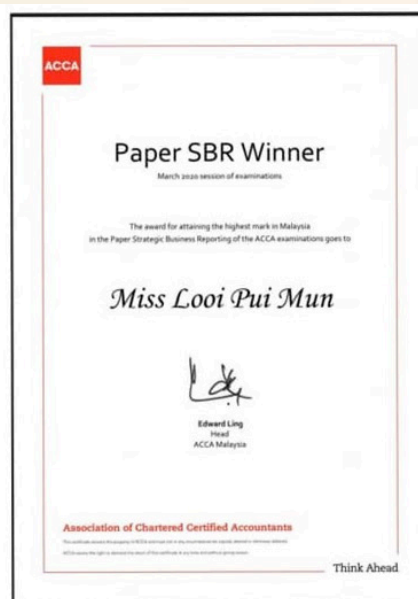 ACCA
Paper SBR Winner
March 2020 session of examinations
The award for attaining the highest mark in Malaysia
in the Paper Strategic Business Reporting of the ACCA examinations goes to
Miss Looi Pui Mun
Edward Ling
Head
ACCA Malaysia
Association of Chartered Certified Accountants
Think Ahead